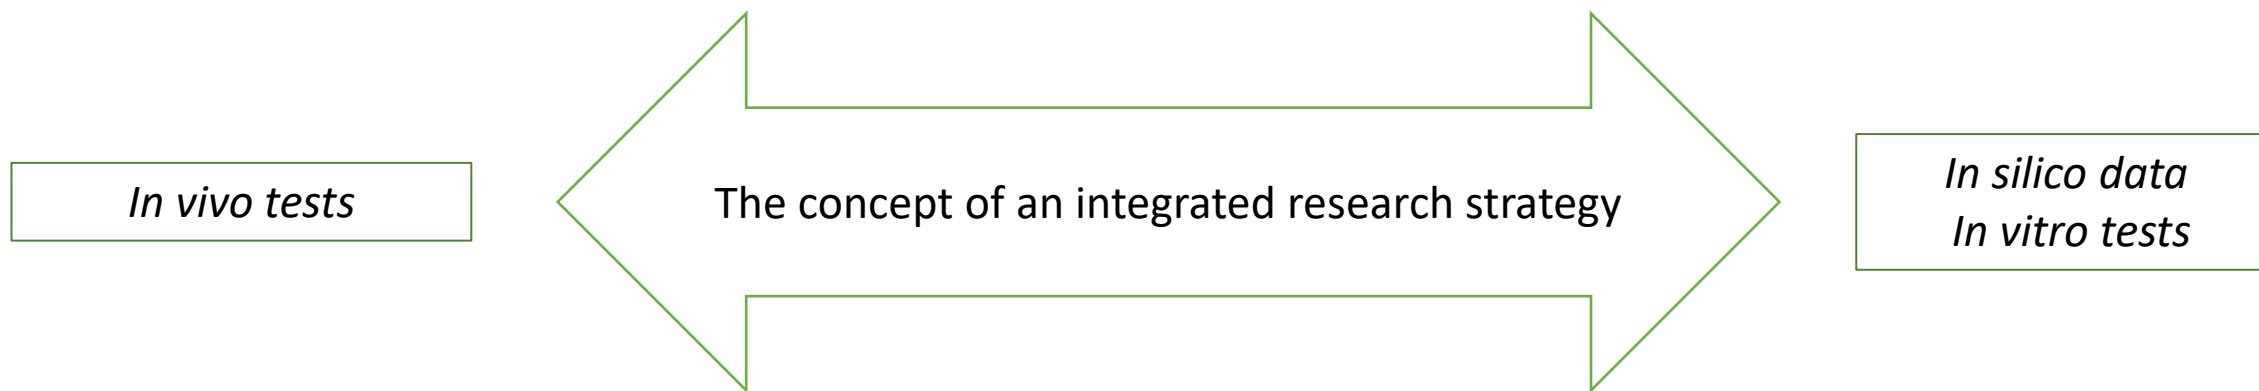 In vivo tests
The concept of an integrated research strategy
In silico data
In vitro tests